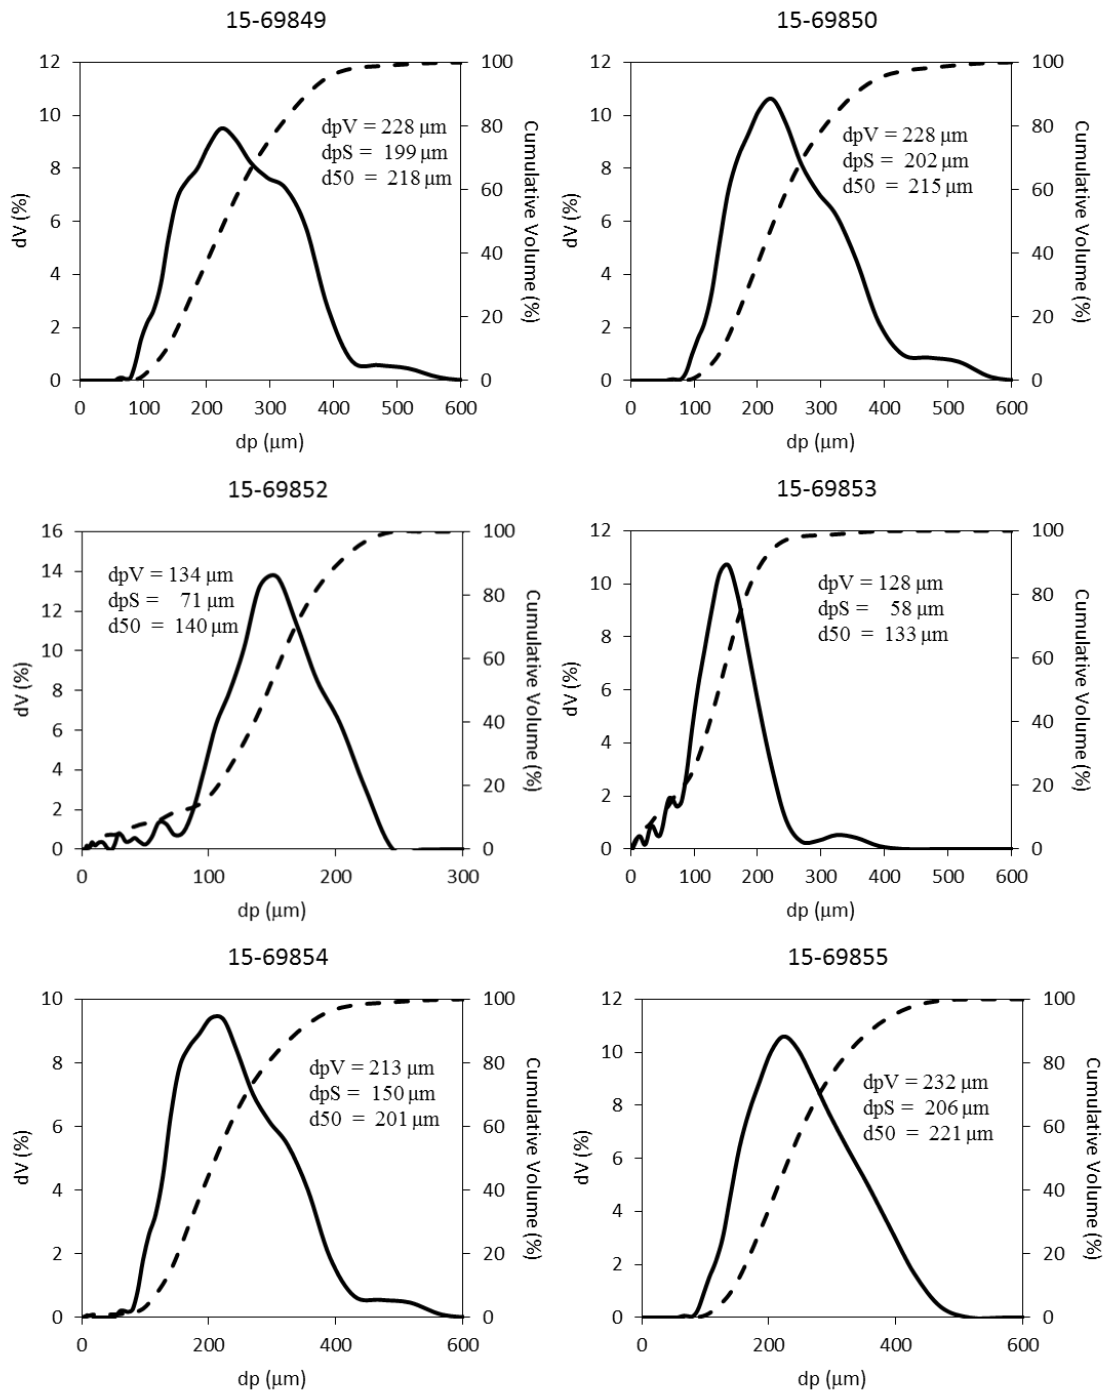 15-69849
12
10
8
6
4
2
0
dV (%)
100
80
60
40
20
0
Cumulative Volume (%)
dpV = 228 µm
dpS = 199 µm
d50 = 218 µm
0 100 200 300 400 500 600
dp (µm)
15-69850
12
10
8
6
4
2
0
dV (%)
100
80
60
40
20
0
Cumulative Volume (%)
dpV = 228 µm
dpS = 202 µm
d50 = 215 µm
0 100 200 300 400 500 600
dp (µm)
15-69852
16
14
12
10
8
6
4
2
0
dV (%)
100
80
60
40
20
0
Cumulative Volume (%)
dpV = 134 µm
dpS = 71 µm
d50 = 140 µm
0 100 200 300
dp (µm)
15-69853
12
10
8
6
4
2
0
dV (%)
100
80
60
40
20
0
Cumulative Volume (%)
dpV = 128 µm
dpS = 58 µm
d50 = 133 µm
0 100 200 300 400 500 600
dp (µm)
15-69854
10
8
6
4
2
0
dV (%)
100
80
60
40
20
0
Cumulative Volume (%)
dpV = 213 µm
dpS = 150 µm
d50 = 201 µm
0 200 400 600
dp (µm)
15-69855
12
10
8
6
4
2
0
dV (%)
100
80
60
40
20
0
Cumulative Volume (%)
dpV = 232 µm
dpS = 206 µm
d50 = 221 µm
0 200 400 600
dp (µm)